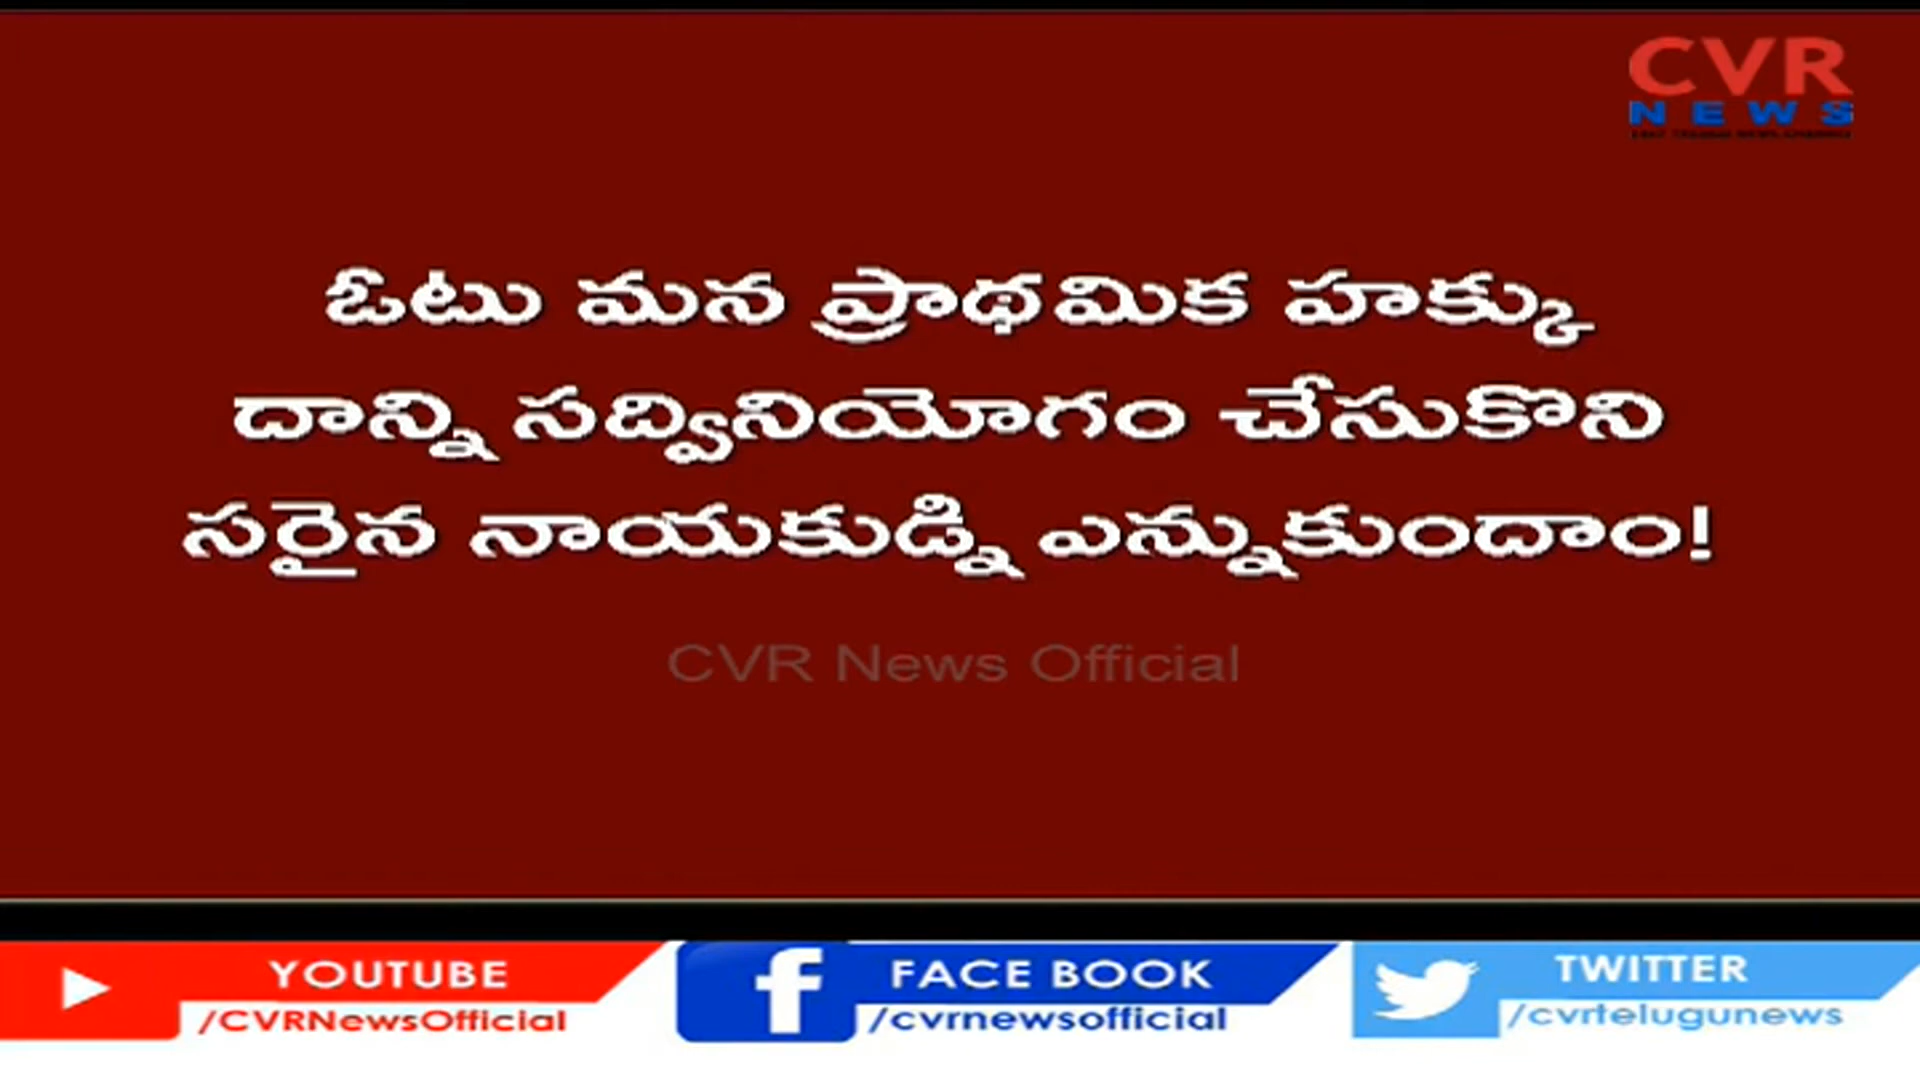 CVR
NEWS
ఓటు మన ప్రాథమిక హక్కు
దాన్ని సద్వినియోగం చేసుకొని
సరైన నాయకుడ్ని ఎన్నుకుందాం!
CVR News Official
YOUTUBE
/CVRNewsOfficial
FACE BOOK
/cvrnewsofficial
TWITTER
/cvrtelugunews